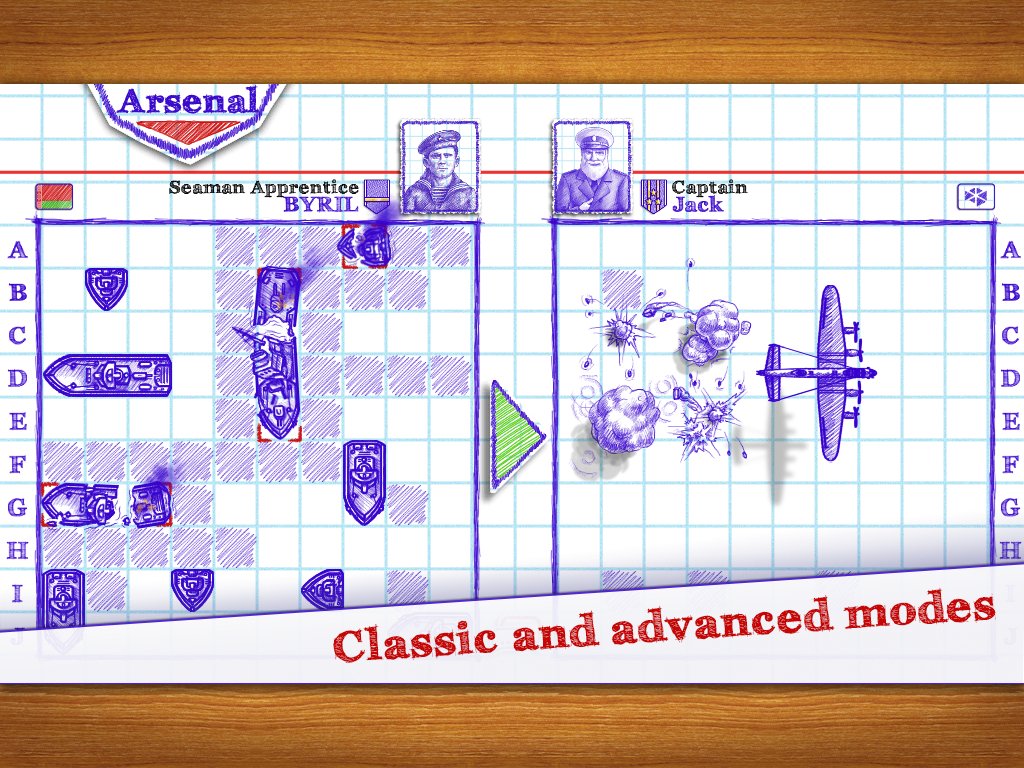 Arsenal
Seaman Apprentice
BYRIL
Captain
Jack
A
B
C
D
E
F
G
H
I
J
A
B
C
D
E
F
G
H
I
J
Classic and advanced modes